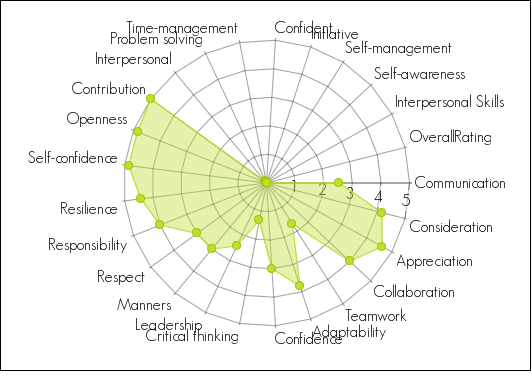 Time-management
Confident
Initiative
Problem solving
Self-management
Interpersonal
Self-awareness
Contribution
Interpersonal Skills
Openness
OverallRating
Self-confidence
1 2 3 4 5
Communication
Resilience
Consideration
Responsibility
Appreciation
Respect
Collaboration
Manners
Teamwork
Leadership
Adaptability
Critical thinking
Confidence